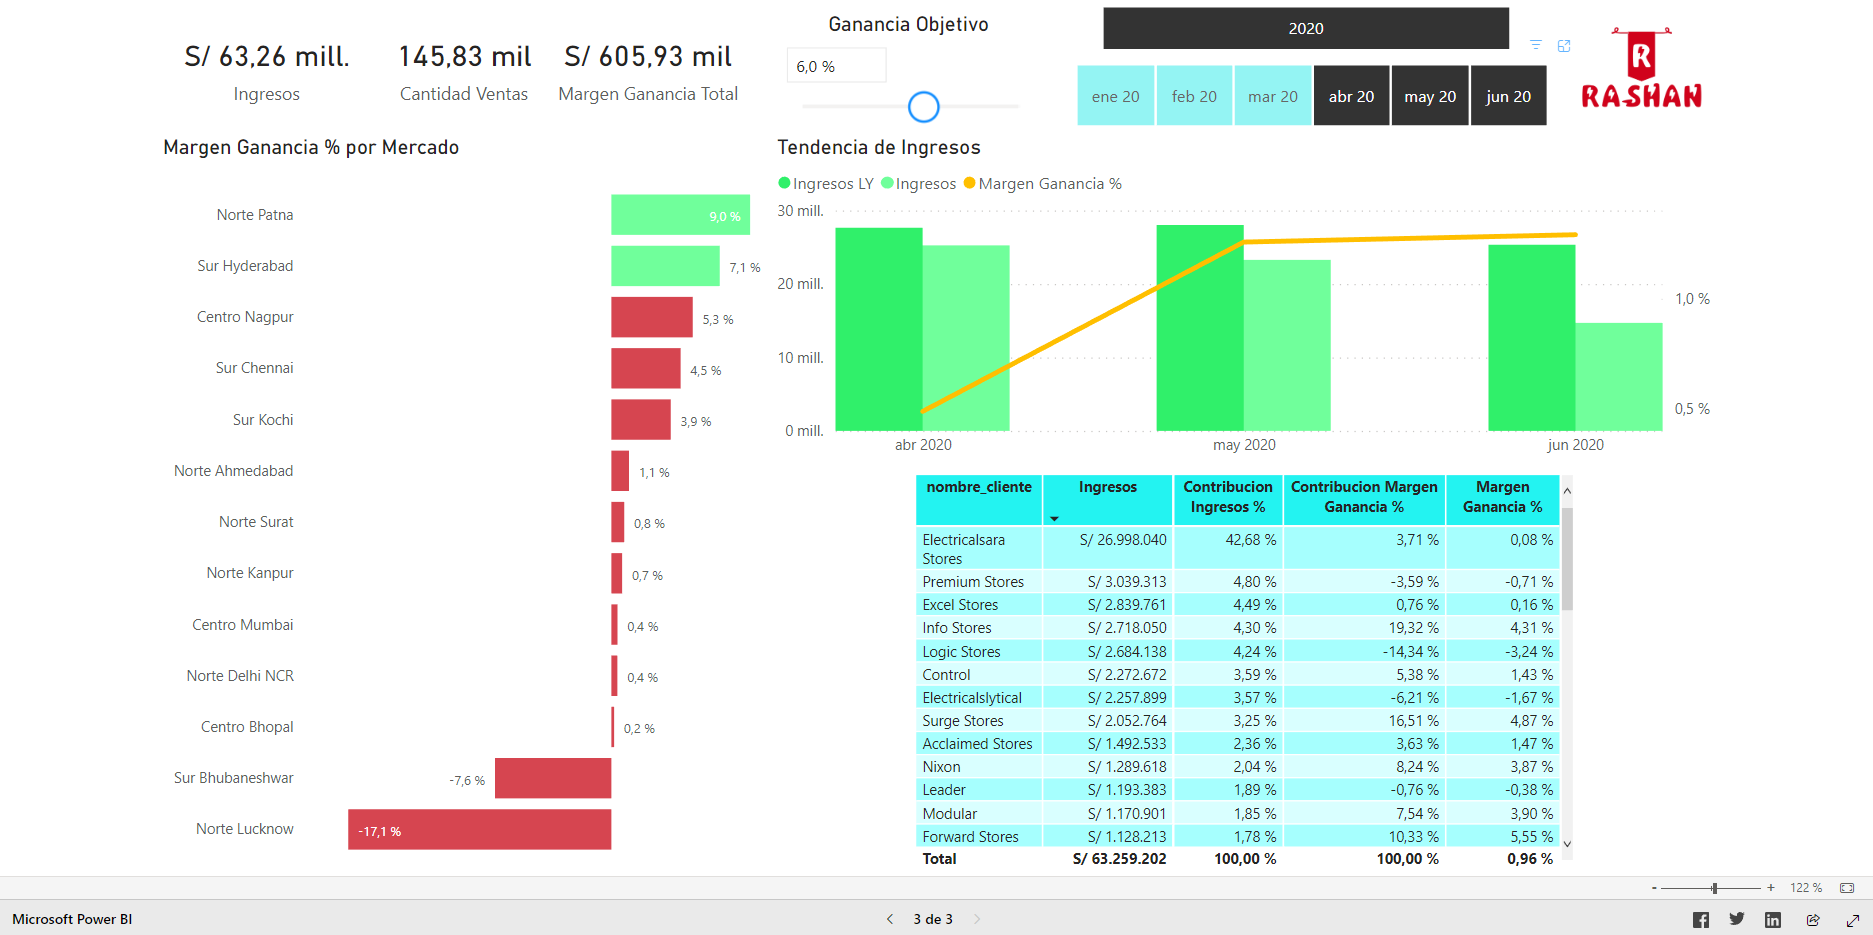 S/ 63,26 mill.
Ingresos
145,83 mil
Cantidad Ventas
S/ 605,93 mil
Margen Ganancia Total
Ganancia Objetivo
6,0 %
2020
ene 20 feb 20 mar 20 abr 20 may 20 jun 20
R
RASHAN
Margen Ganancia % por Mercado
Norte Patna 9,0 %
Sur Hyderabad 7,1 %
Centro Nagpur 5,3 %
Sur Chennai 4,5 %
Sur Kochi 3,9 %
Norte Ahmedabad 1,1 %
Norte Surat 0,8 %
Norte Kanpur 0,7 %
Centro Mumbai 0,4 %
Norte Delhi NCR 0,4 %
Centro Bhopal 0,2 %
Sur Bhubaneshwar -7,6 %
Norte Lucknow -17,1 %
Tendencia de Ingresos
Ingresos LY Ingresos Margen Ganancia %
30 mill.
20 mill.
10 mill.
0 mill.
1,0 %
0,5 %
abr 2020 may 2020 jun 2020
nombre_cliente Ingresos Contribucion Ingresos % Contribucion Margen Ganancia % Margen Ganancia %
Electricalsara Stores S/ 26.998.040 42,68 % 3,71 % 0,08 %
Premium Stores S/ 3.039.313 4,80 % -3,59 % -0,71 %
Excel Stores S/ 2.839.761 4,49 % 0,76 % 0,16 %
Info Stores S/ 2.718.050 4,30 % 19,32 % 4,31 %
Logic Stores S/ 2.684.138 4,24 % -14,34 % -3,24 %
Control S/ 2.272.672 3,59 % 5,38 % 1,43 %
Electricalslytical S/ 2.257.899 3,57 % -6,21 % -1,67 %
Surge Stores S/ 2.052.764 3,25 % 16,51 % 4,87 %
Acclaimed Stores S/ 1.492.533 2,36 % 3,63 % 1,47 %
Nixon S/ 1.289.618 2,04 % 8,24 % 3,87 %
Leader S/ 1.193.383 1,89 % -0,76 % -0,38 %
Modular S/ 1.170.901 1,85 % 7,54 % 3,90 %
Forward Stores S/ 1.128.213 1,78 % 10,33 % 5,55 %
Total S/ 63.259.202 100,00 % 100,00 % 0,96 %
- + 122 %
Microsoft Power BI
3 de 3